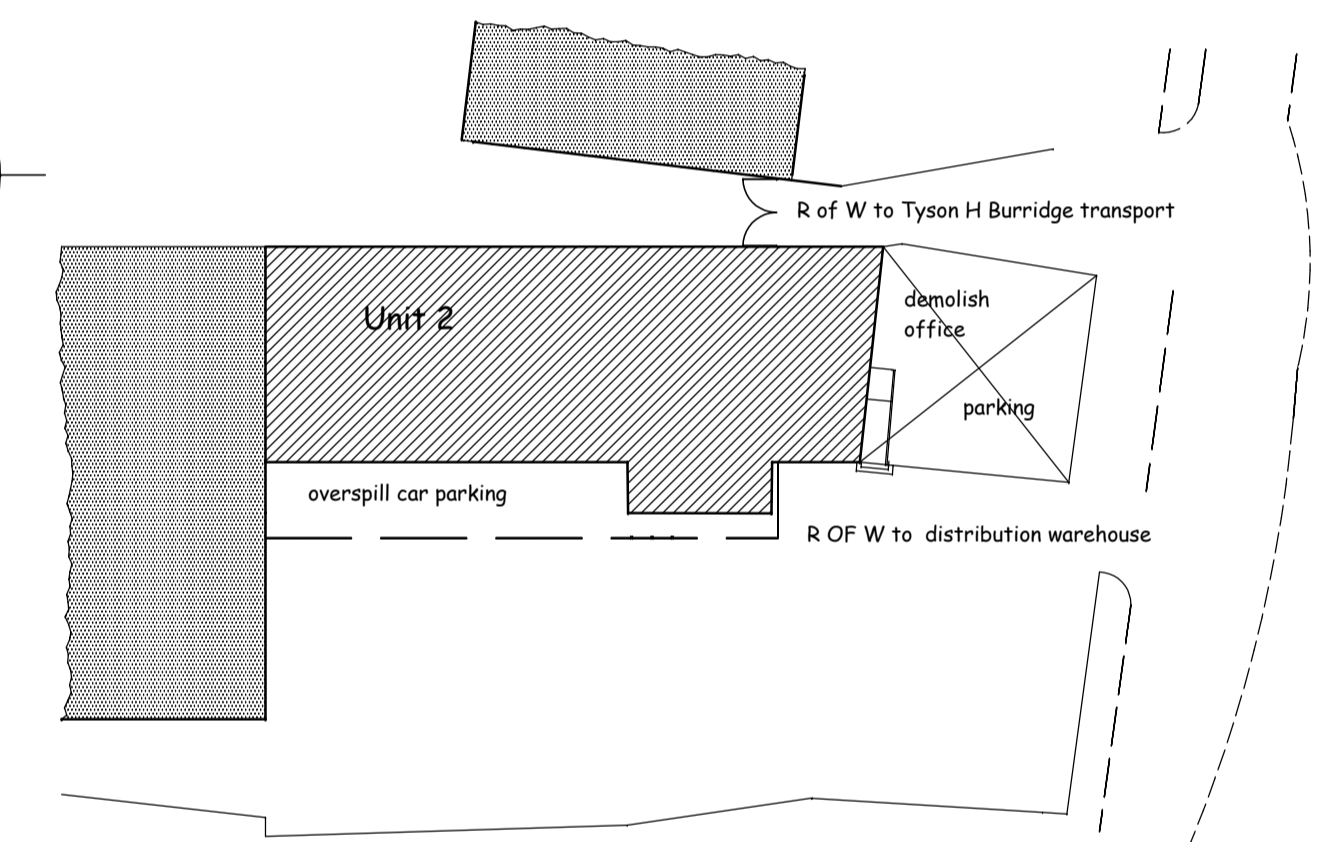 R of W to Tyson H Burridge transport
demolish
office
Unit 2
parking
overspill car parking
R OF W to distribution warehouse